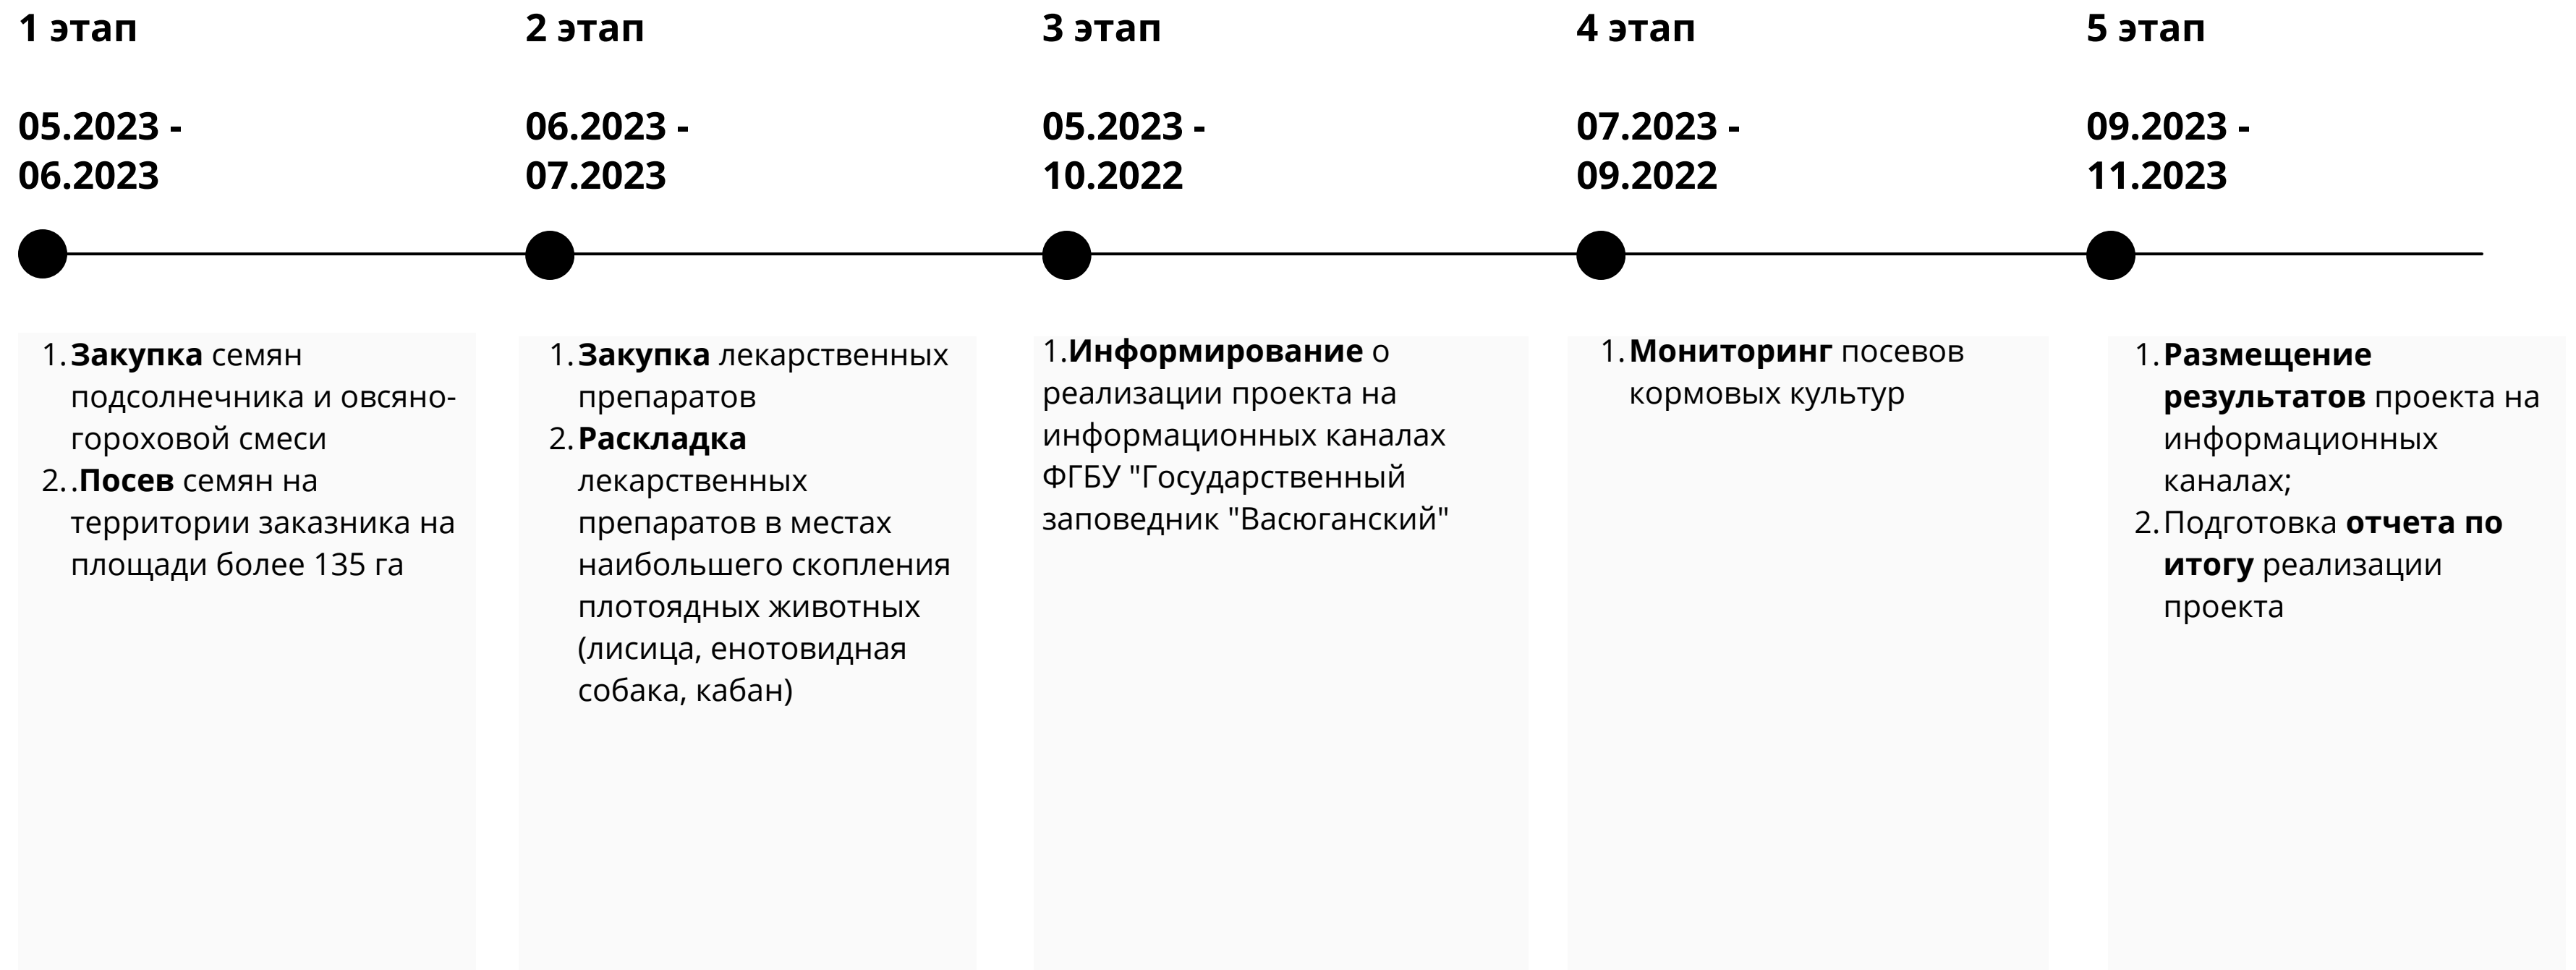 1 этап
05.2023 -
06.2023
1. Закупка семян
подсолнечника и овсяно-
гороховой смеси
2. .Посев семян на
территории заказника на
площади более 135 га
2 этап
06.2023 -
07.2023
1. Закупка лекарственных
препаратов
2. Раскладка
лекарственных
препаратов в местах
наибольшего скопления
плотоядных животных
(лисица, енотовидная
собака, кабан)
3 этап
05.2023 -
10.2022
1.Информирование о
реализации проекта на
информационных каналах
ФГБУ "Государственный
заповедник "Васюганский"
4 этап
07.2023 -
09.2022
1. Мониторинг посевов
кормовых культур
5 этап
09.2023 -
11.2023
1. Размещение
результатов проекта на
информационных
каналах;
2. Подготовка отчета по
итогу реализации
проекта